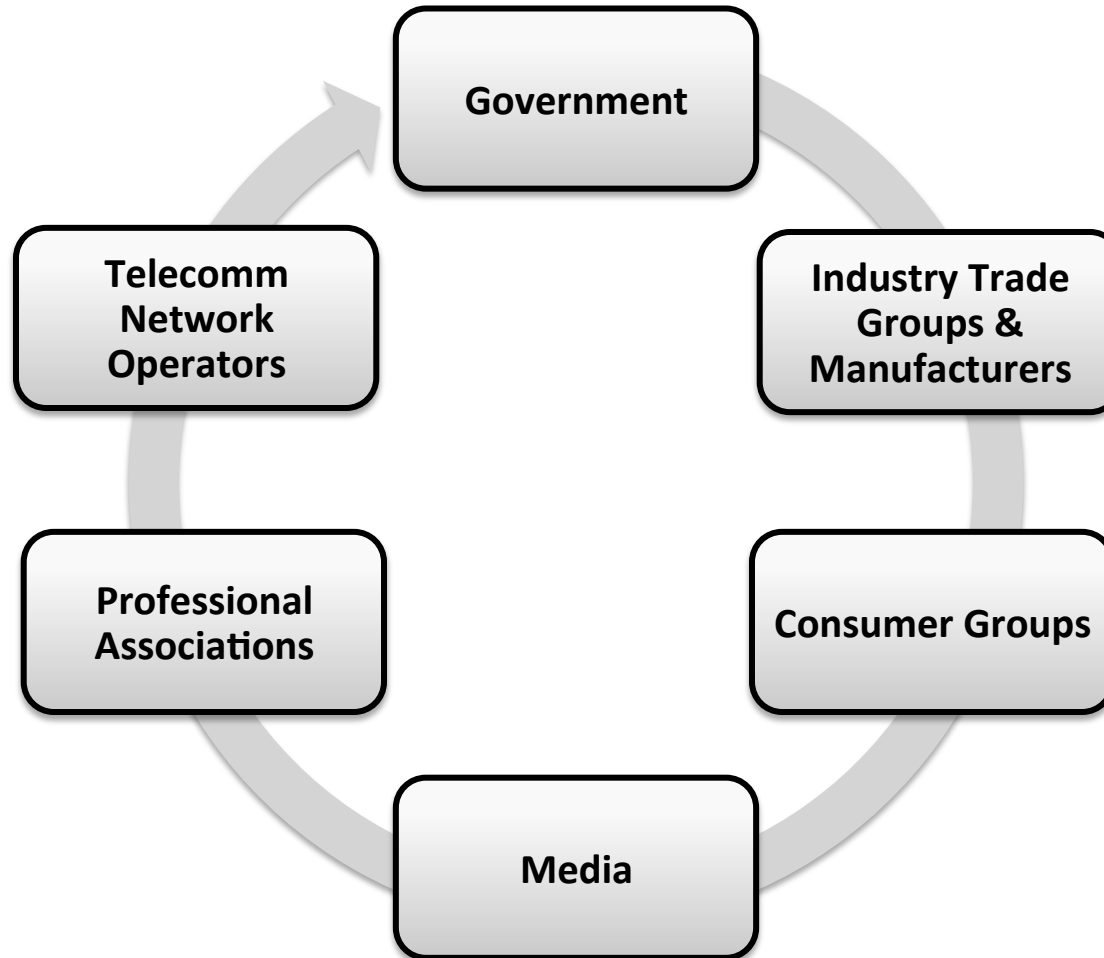 Government
Industry Trade
Groups &
Manufacturers
Consumer Groups
Media
Professional
Associations
Telecomm
Network
Operators